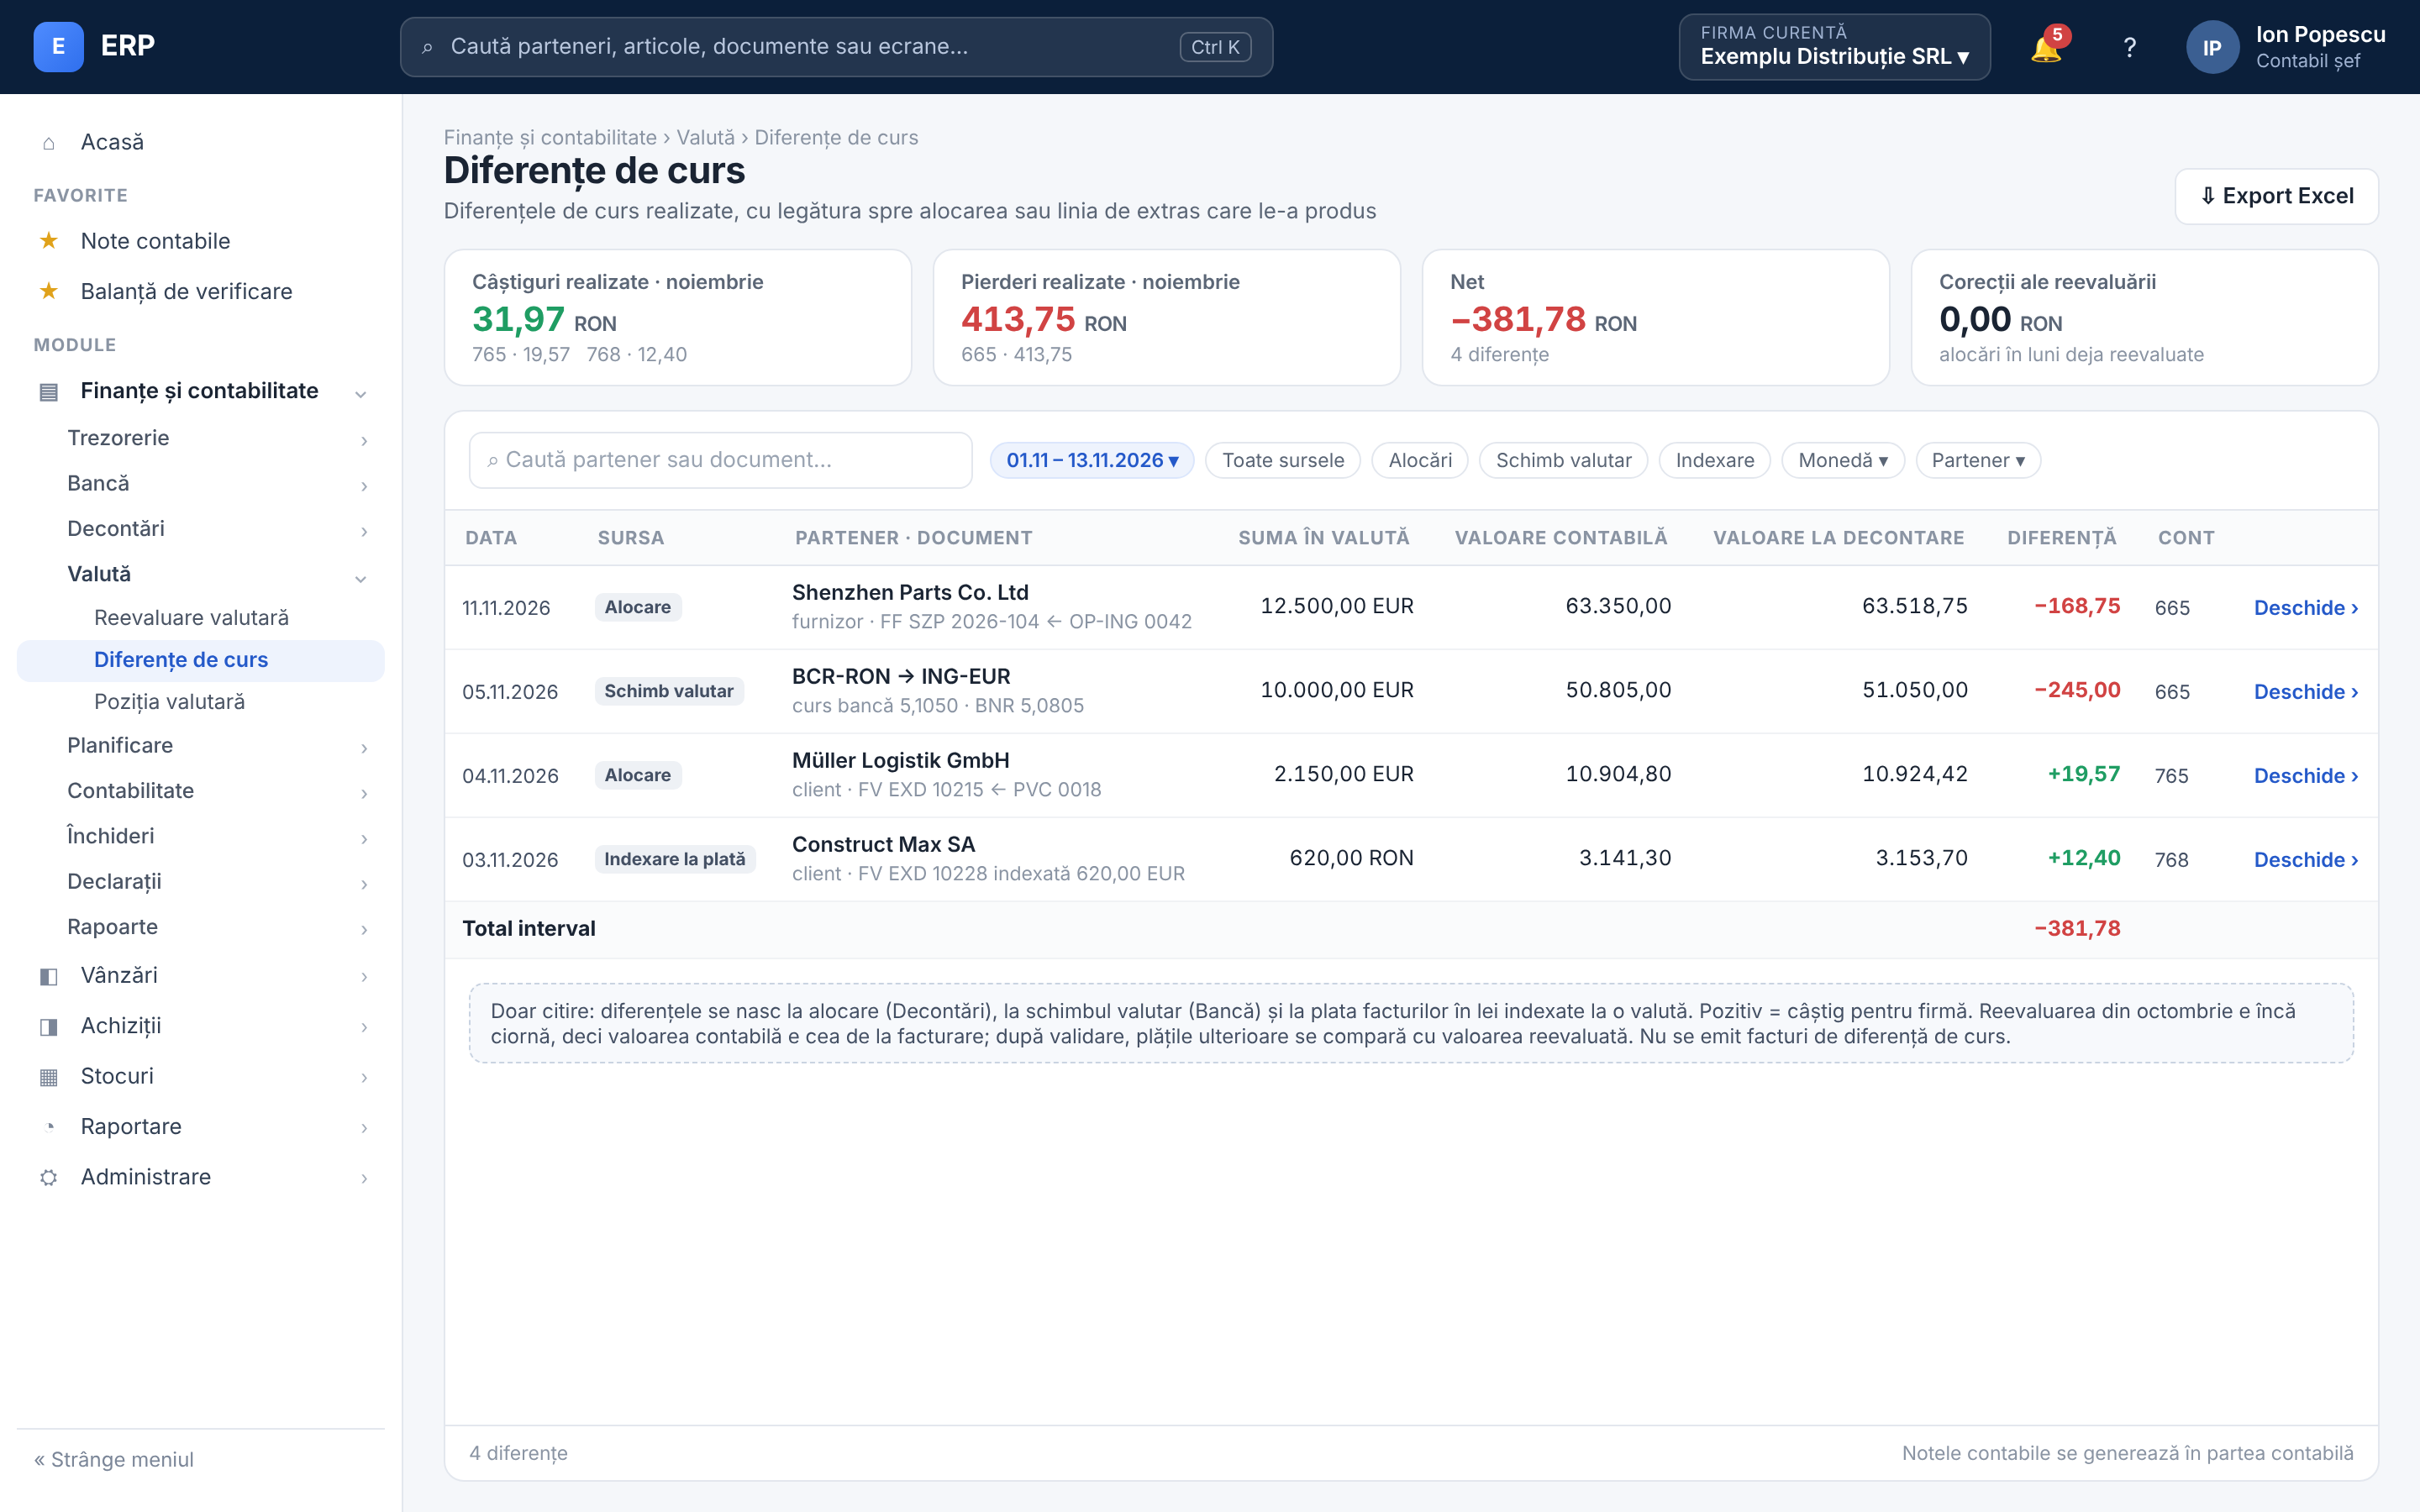 E ERP
Caută parteneri, articole, documente sau ecrane... Ctrl K
FIRMA CURENTĂ
Exemplu Distribuție SRL ▾
5
?
IP
Ion Popescu
Contabil șef
Acasă
FAVORITE
★ Note contabile
★ Balanță de verificare
MODULE
Finanțe și contabilitate
Trezorerie ›
Bancă ›
Decontări ›
Valută
Reevaluare valutară
Diferențe de curs
Poziția valutară
Planificare ›
Contabilitate ›
Închideri ›
Declarații ›
Rapoarte ›
Vânzări ›
Achiziții ›
Stocuri ›
Raportare ›
Administrare ›
« Strânge meniul
Finanțe și contabilitate › Valută › Diferențe de curs
Diferențe de curs
Diferențele de curs realizate, cu legătura spre alocarea sau linia de extras care le-a produs
⇩ Export Excel
Câștiguri realizate · noiembrie
31,97 RON
765 · 19,57 768 · 12,40
Pierderi realizate · noiembrie
413,75 RON
665 · 413,75
Net
−381,78 RON
4 diferențe
Corecții ale reevaluării
0,00 RON
alocări în luni deja reevaluate
Caută partener sau document... 01.11 – 13.11.2026 ▾ Toate sursele Alocări Schimb valutar Indexare Monedă ▾ Partener ▾
DATA SURSA PARTENER · DOCUMENT SUMA ÎN VALUTĂ VALOARE CONTABILĂ VALOARE LA DECONTARE DIFERENȚĂ CONT
11.11.2026 Alocare Shenzhen Parts Co. Ltd 12.500,00 EUR 63.350,00 63.518,75 −168,75 665 Deschide ›
furnizor · FF SZP 2026-104 ← OP-ING 0042
05.11.2026 Schimb valutar BCR-RON → ING-EUR 10.000,00 EUR 50.805,00 51.050,00 −245,00 665 Deschide ›
curs bancă 5,1050 · BNR 5,0805
04.11.2026 Alocare Müller Logistik GmbH 2.150,00 EUR 10.904,80 10.924,42 +19,57 765 Deschide ›
client · FV EXD 10215 ← PVC 0018
03.11.2026 Indexare la plată Construct Max SA 620,00 RON 3.141,30 3.153,70 +12,40 768 Deschide ›
client · FV EXD 10228 indexată 620,00 EUR
Total interval −381,78
Doar citire: diferențele se nasc la alocare (Decontări), la schimbul valutar (Bancă) și la plata facturilor în lei indexate la o valută. Pozitiv = câștig pentru firmă. Reevaluarea din octombrie e încă
ciornă, deci valoarea contabilă e cea de la facturare; după validare, plățile ulterioare se compară cu valoarea reevaluată. Nu se emit facturi de diferență de curs.
4 diferențe Notele contabile se generează în partea contabilă